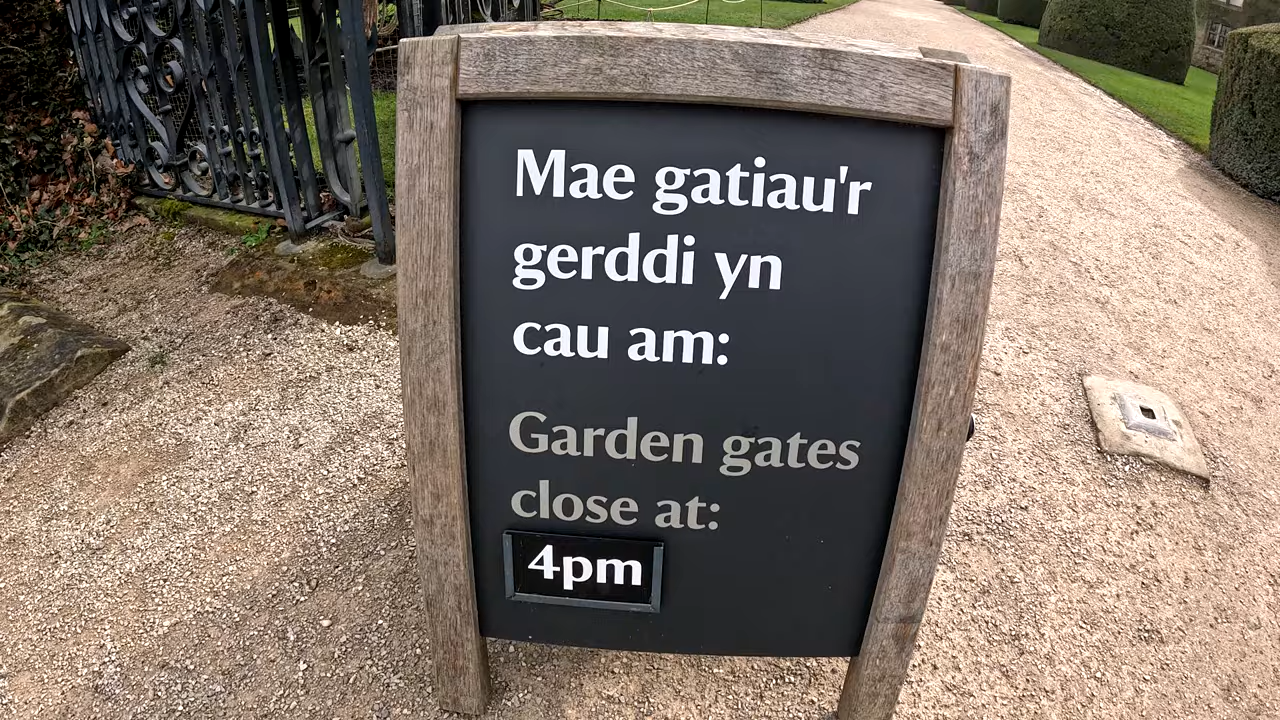 Mae gatiau'r
gerddi yn
cau am:
Garden gates
close at:
4pm